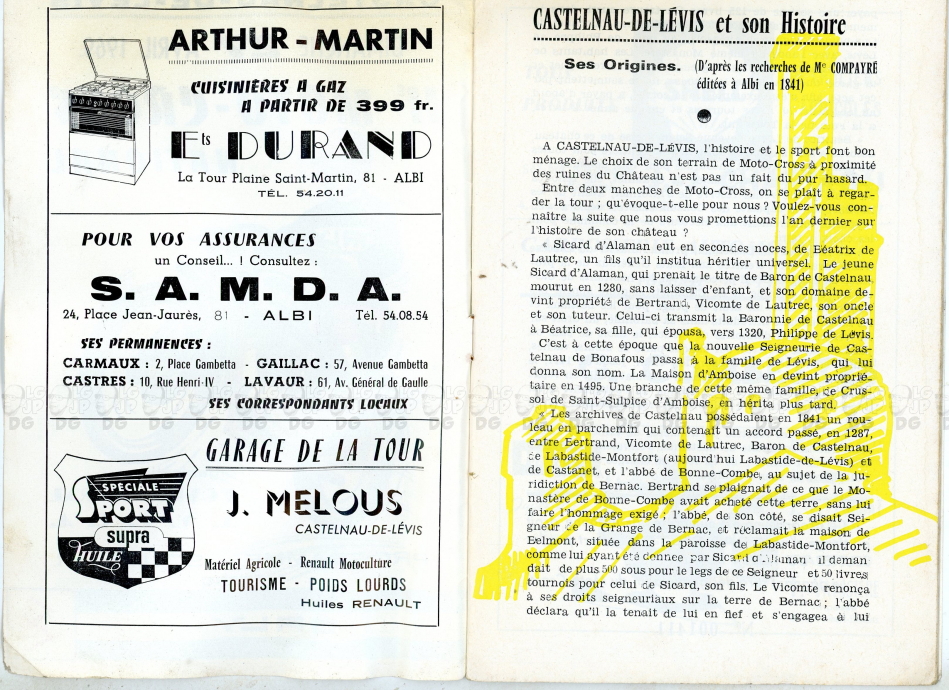 ARTHUR-MARTIN
CUISINIÈRES A GAZ
A PARTIR DE 399 fr.
Ets DURAND
La Tour Plaine Saint-Martin, 81 - ALBI
TÉL. 54.20.11
POUR VOS ASSURANCES
un Conseil... ! Consultez :
S. A. M. D. A.
24, Place Jean-Jaurès, 81 - ALBI Tél. 54.08.54
SES PERMANENCES :
CARMAUX : 2, Place Gambetta - GAILLAC : 57, Avenue Gambetta
CASTRES : 10, Rue Henri-IV - LAVAUR : 61, Av. Général de Gaulle
SES CORRESPONDANTS LOCAUX
GARAGE DE LA TOUR
SPÉCIALE
SPORT
supra
HUILE
J. MELOUS
CASTELNAU-DE-LÉVIS
Matériel Agricole - Renault Motoculture
TOURISME - POIDS LOURDS
Huiles RENAULT
CASTELNAU-DE-LÉVIS et son Histoire
Ses Origines. (D'après les recherches de Me COMPAYRÉ
éditées à Albi en 1841)
A CASTELNAU-DE-LÉVIS, l'histoire et le sport font bon
ménage. Le choix de son terrain de Moto-Cross à proximité
des ruines du Château n'est pas un fait du pur hasard.
Entre deux manches de Moto-Cross, on se plaît à regar-
der la tour ; qu'évoque-t-elle pour nous ? Voulez-vous con-
naître la suite que nous vous promettions l'an dernier sur
l'histoire de son château ?
« Sicard d'Alaman eut en secondes noces, de Béatrix de
Lautrec, un fils qu'il institua héritier universel. Le jeune
Sicard d'Alaman, qui prenait le titre de Baron de Castelnau,
mourut en 1280, sans laisser d'enfant, et son domaine de-
vint propriété de Bertrand, Vicomte de Lautrec, son oncle
et son tuteur. Celui-ci transmit la Baronnie de Castelnau
à Béatrice, sa fille, qui épousa, vers 1320, Philippe de Lévis.
C'est à cette époque que la nouvelle Seigneurie de Cas-
telnau de Bonafous passa à la famille de Lévis, qui lui
donna son nom. La Maison d'Amboise en devint proprié-
taire en 1495. Une branche de cette même famille, de Crus-
sol de Saint-Sulpice d'Amboise, en hérita plus tard.
« Les archives de Castelnau possédaient en 1841 un rou-
leau en parchemin qui contenait un accord passé, en 1287,
entre Bertrand, Vicomte de Lautrec, Baron de Castelnau,
de Labastide-Montfort (aujourd'hui Labastide-de-Lévis) et
de Castanet, et l'abbé de Bonne-Combe, au sujet de la ju-
ridiction de Bernac. Bertrand se plaignait de ce que le Mo-
nastère de Bonne-Combe avait acheté cette terre, sans lui
faire l'hommage exigé ; l'abbé, de son côté, se disait Sei-
gneur de la Grange de Bernac, et réclamait la maison de
Belmont, située dans la paroisse de Labastide-Montfort,
comme lui ayant été donnée par Sicard d'Alaman il deman
dait de plus 500 sous pour le legs de ce Seigneur et 50 livres
tournois pour celui de Sicard, son fils. Le Vicomte renonça
à ses droits seigneuriaux sur la terre de Bernac ; l'abbé
déclara qu'il la tenait de lui en fief et s'engagea à lui